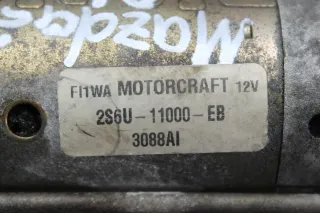 Mazda
FI1WA MOTORCRAFT 12V
2S6U-11000-EB
3088AI